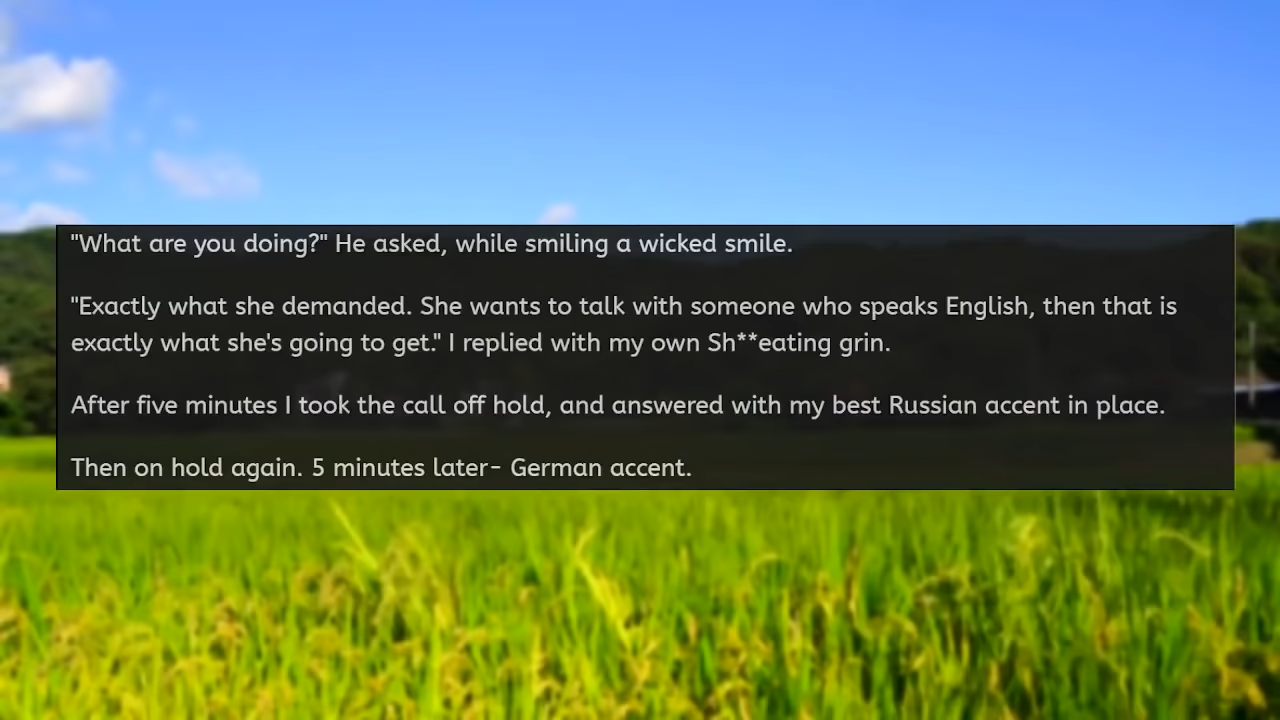 "What are you doing?" He asked, while smiling a wicked smile.
"Exactly what she demanded. She wants to talk with someone who speaks English, then that is
exactly what she's going to get." I replied with my own Sh**eating grin.
After five minutes I took the call off hold, and answered with my best Russian accent in place.
Then on hold again. 5 minutes later- German accent.